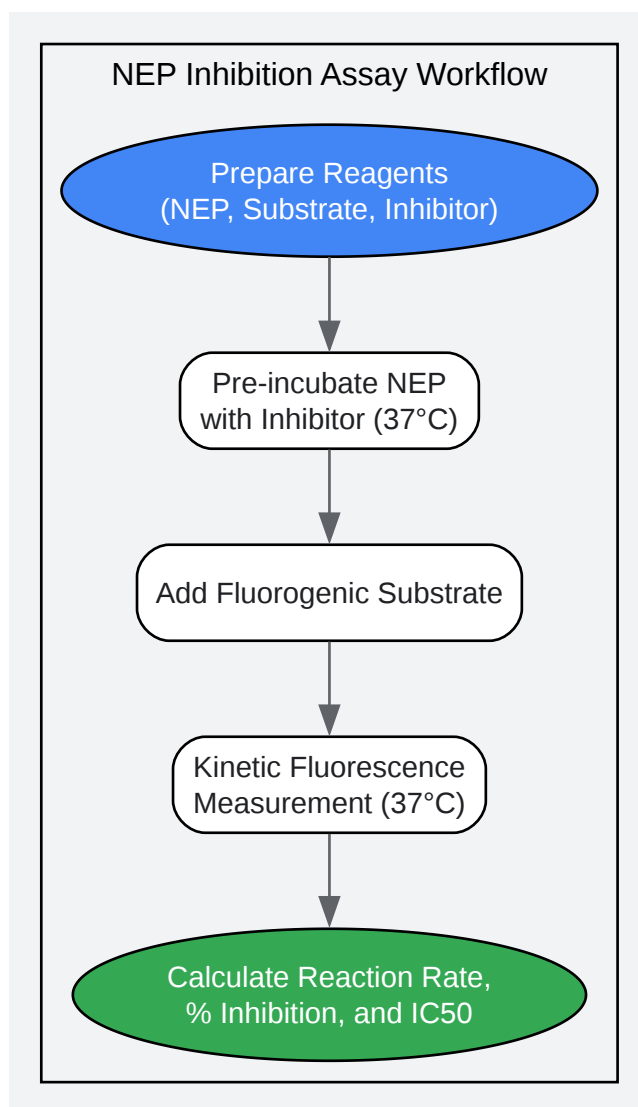 NEP Inhibition Assay Workflow
Prepare Reagents
(NEP, Substrate, Inhibitor)
Pre-incubate NEP
with Inhibitor (37°C)
Add Fluorogenic Substrate
Kinetic Fluorescence
Measurement (37°C)
Calculate Reaction Rate,
% Inhibition, and IC50